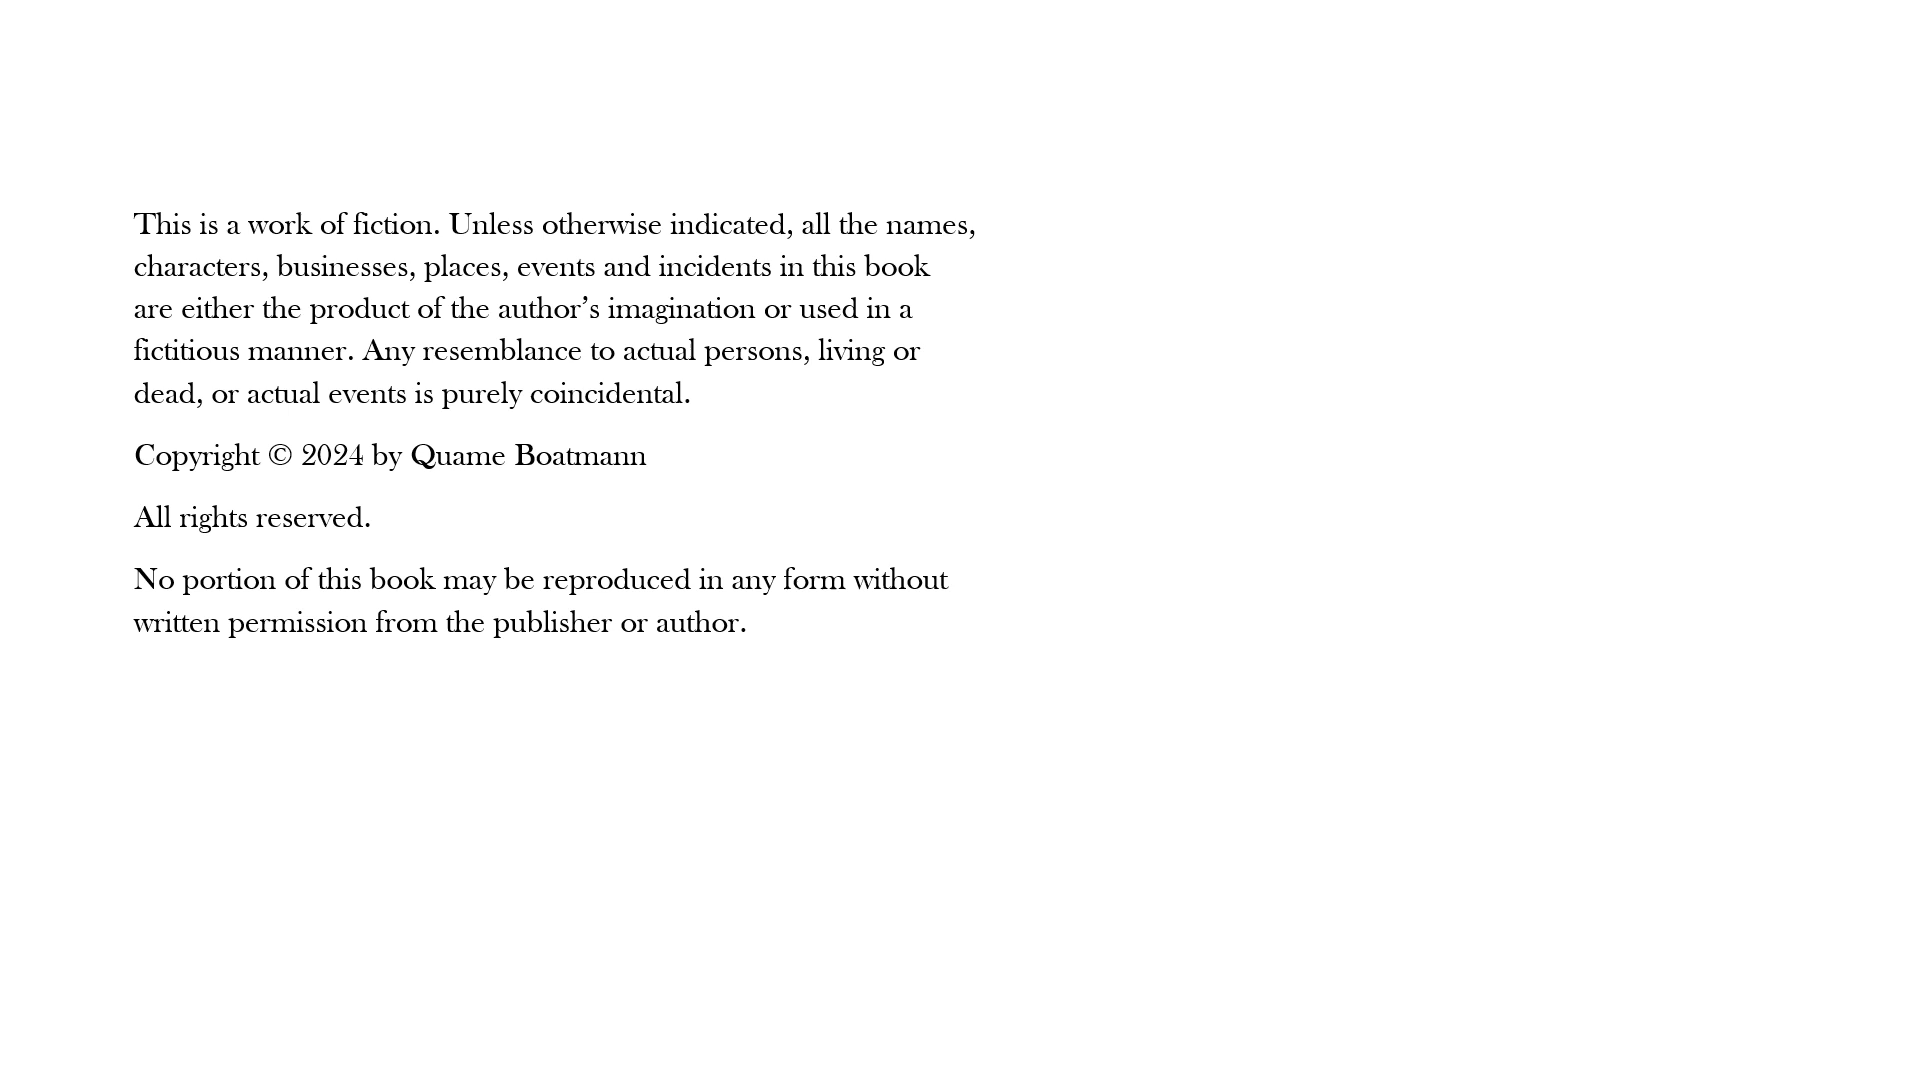 This is a work of fiction. Unless otherwise indicated, all the names,
characters, businesses, places, events and incidents in this book
are either the product of the author’s imagination or used in a
fictitious manner. Any resemblance to actual persons, living or
dead, or actual events is purely coincidental.
Copyright © 2024 by Quame Boatmann
All rights reserved.
No portion of this book may be reproduced in any form without
written permission from the publisher or author.